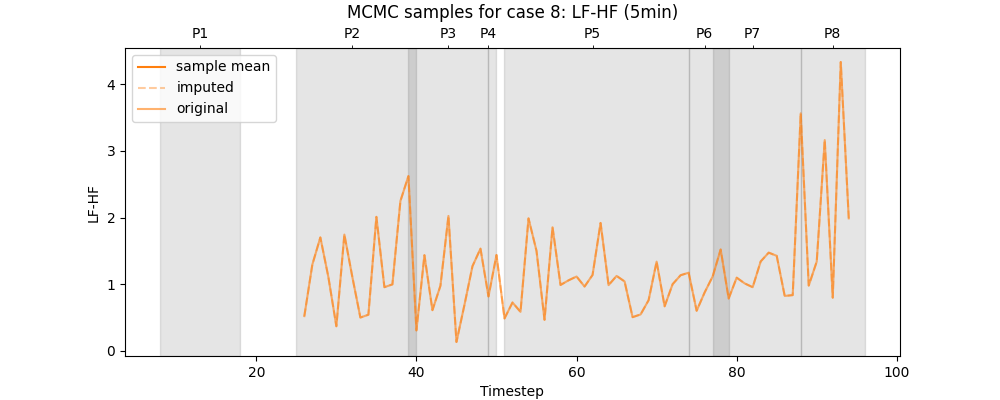 MCMC samples for case 8: LF-HF (5min)
P1 P2 P3 P4 P5 P6 P7 P8
sample mean
imputed
original
4
3
2
1
0
LF-HF
20 40 60 80 100
Timestep